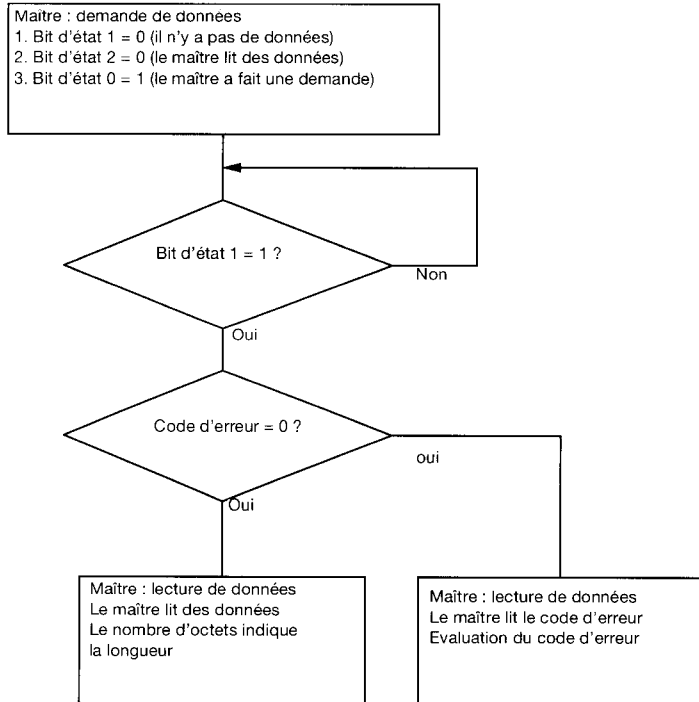 Maître : demande de données
1. Bit d'état 1 = 0 (il n'y a pas de données)
2. Bit d'état 2 = 0 (le maître lit des données)
3. Bit d'état 0 = 1 (le maître a fait une demande)
Bit d'état 1 = 1 ?
Non
Oui
Code d'erreur = 0 ?
oui
Oui
Maître : lecture de données
Le maître lit des données
Le nombre d'octets indique
la longueur
Maître : lecture de données
Le maître lit le code d'erreur
Evaluation du code d'erreur